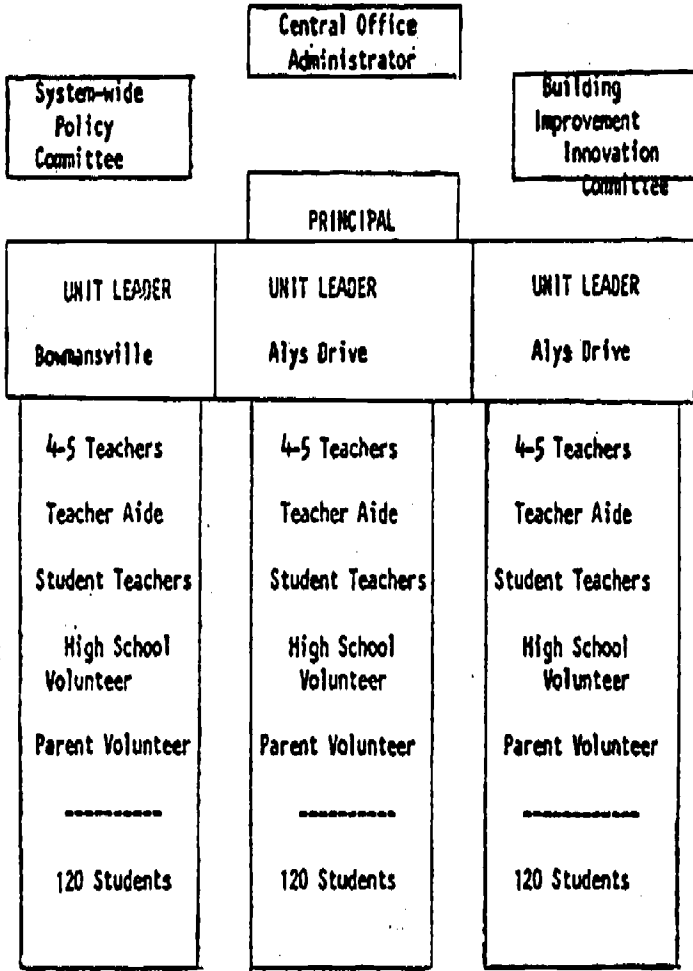 Central Office
Administrator
System-wide
Policy
Committee
Building
Improvement
Innovation
Committee
PRINCIPAL
UNIT LEADER
Bowmansville
UNIT LEADER
Alys Drive
UNIT LEADER
Alys Drive
4-5 Teachers
Teacher Aide
Student Teachers
High School
Volunteer
Parent Volunteer
120 Students
4-5 Teachers
Teacher Aide
Student Teachers
High School
Volunteer
Parent Volunteer
120 Students
4-5 Teachers
Teacher Aide
Student Teachers
High School
Volunteer
Parent Volunteer
120 Students